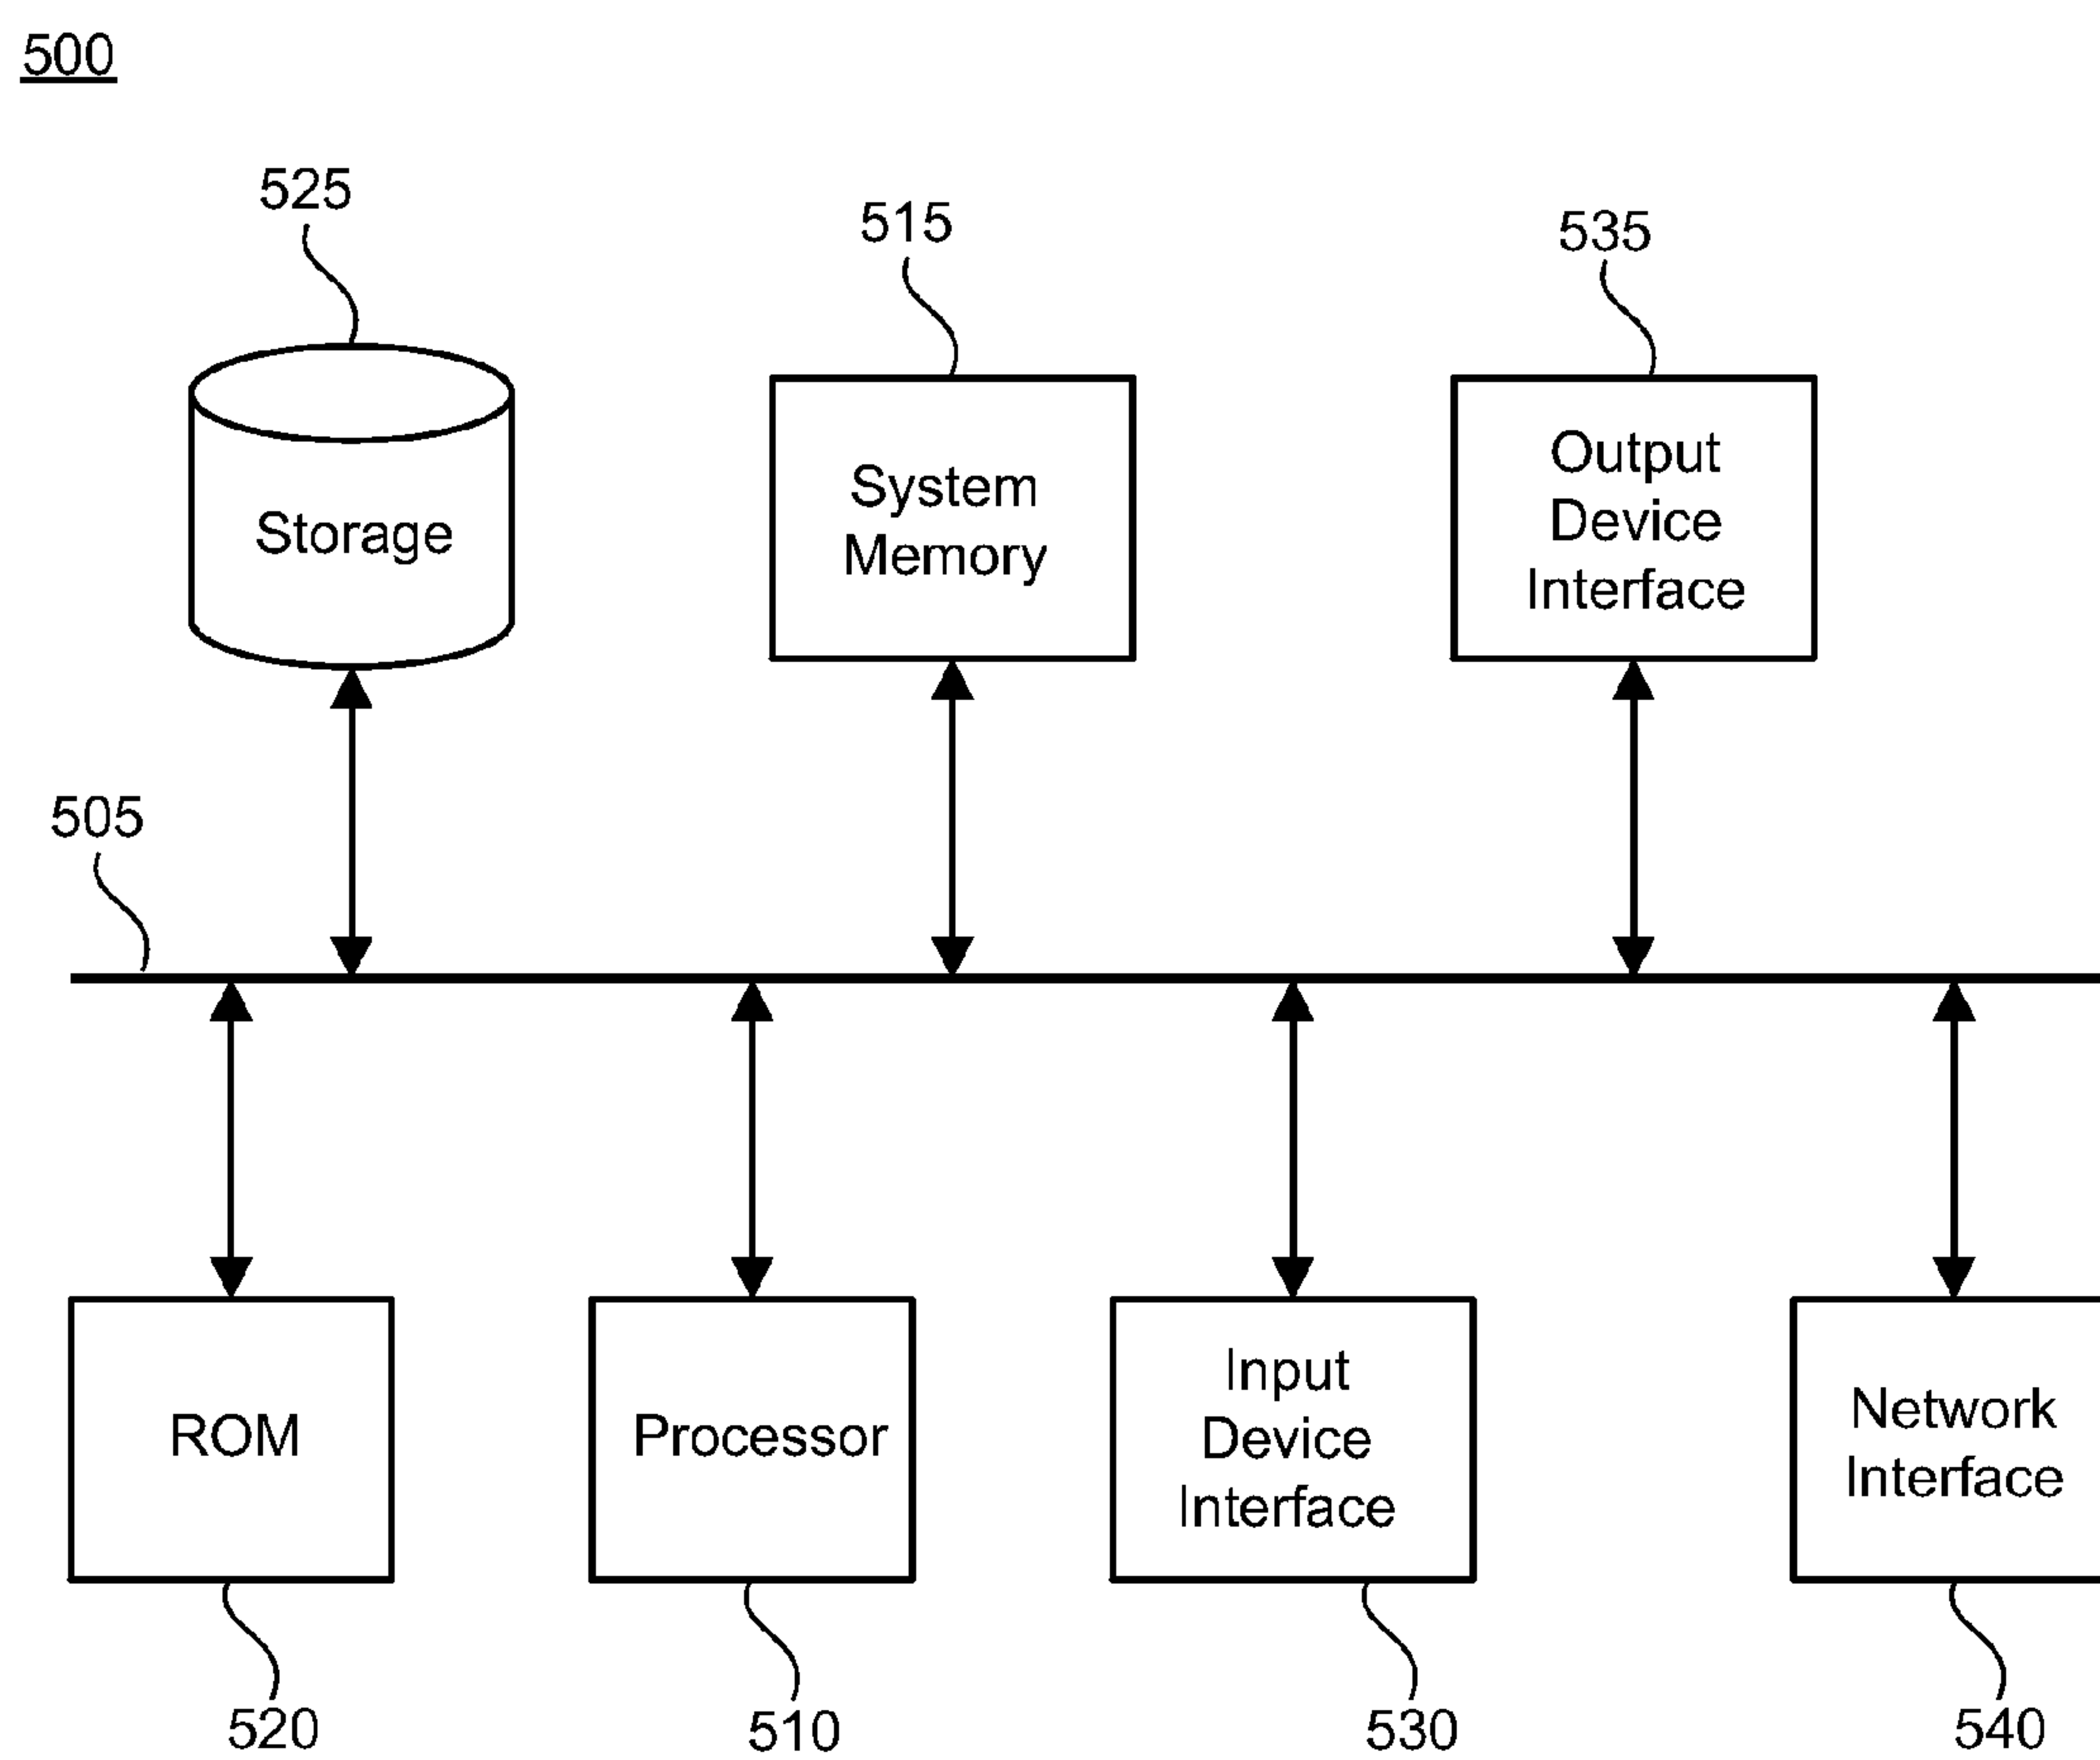 500
525
515
535
Storage
System
Memory
Output
Device
Interface
505
ROM
Processor
Input
Device
Interface
Network
Interface
520
510
530
540